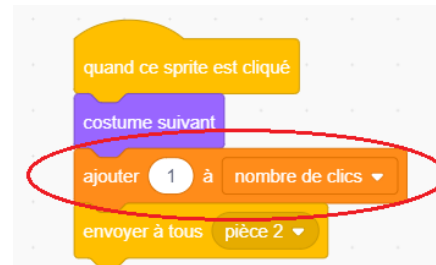 quand ce sprite est cliqué
costume suivant
ajouter 1 à nombre de clics
envoyer à tous pièce 2